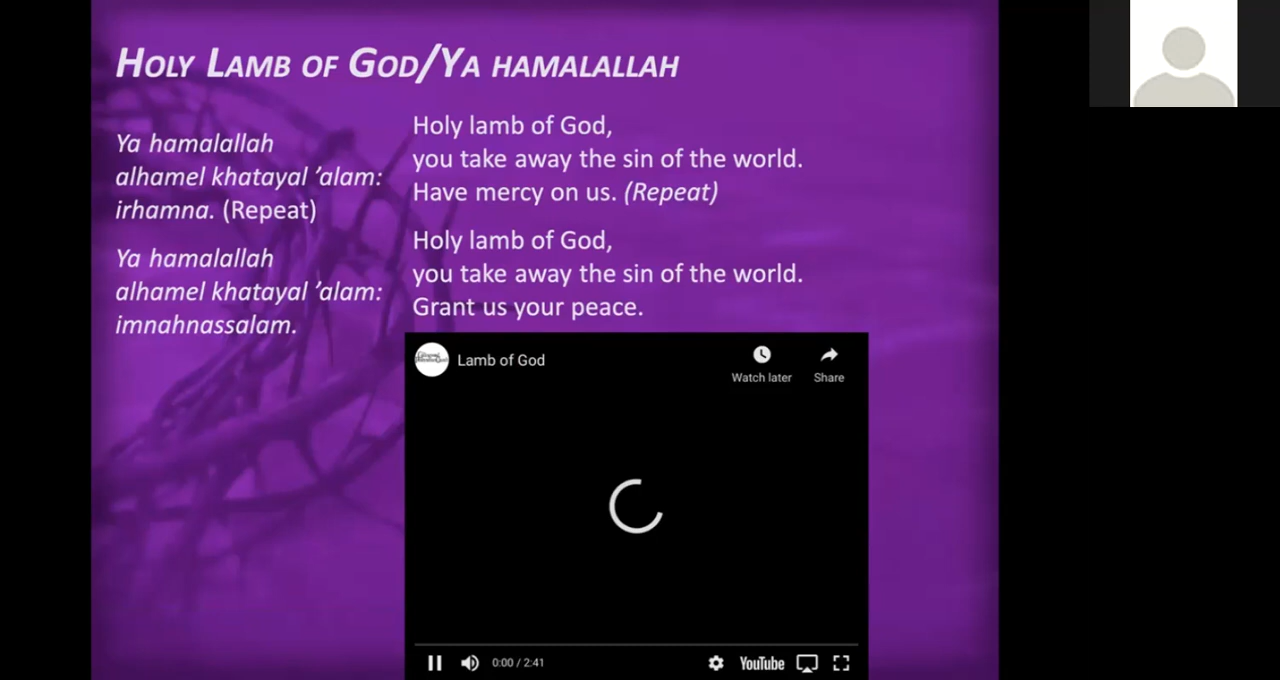 HOLY LAMB OF GOD/YA HAMALALLAH
Ya hamalallah
alhamel khatayal ’alam:
irhamna. (Repeat)
Ya hamalallah
alhamel khatayal ’alam:
imnahnassalam.
Holy lamb of God,
you take away the sin of the world.
Have mercy on us. (Repeat)
Holy lamb of God,
you take away the sin of the world.
Grant us your peace.
Lamb of God
Watch later
Share
0:00 / 2:41
YouTube